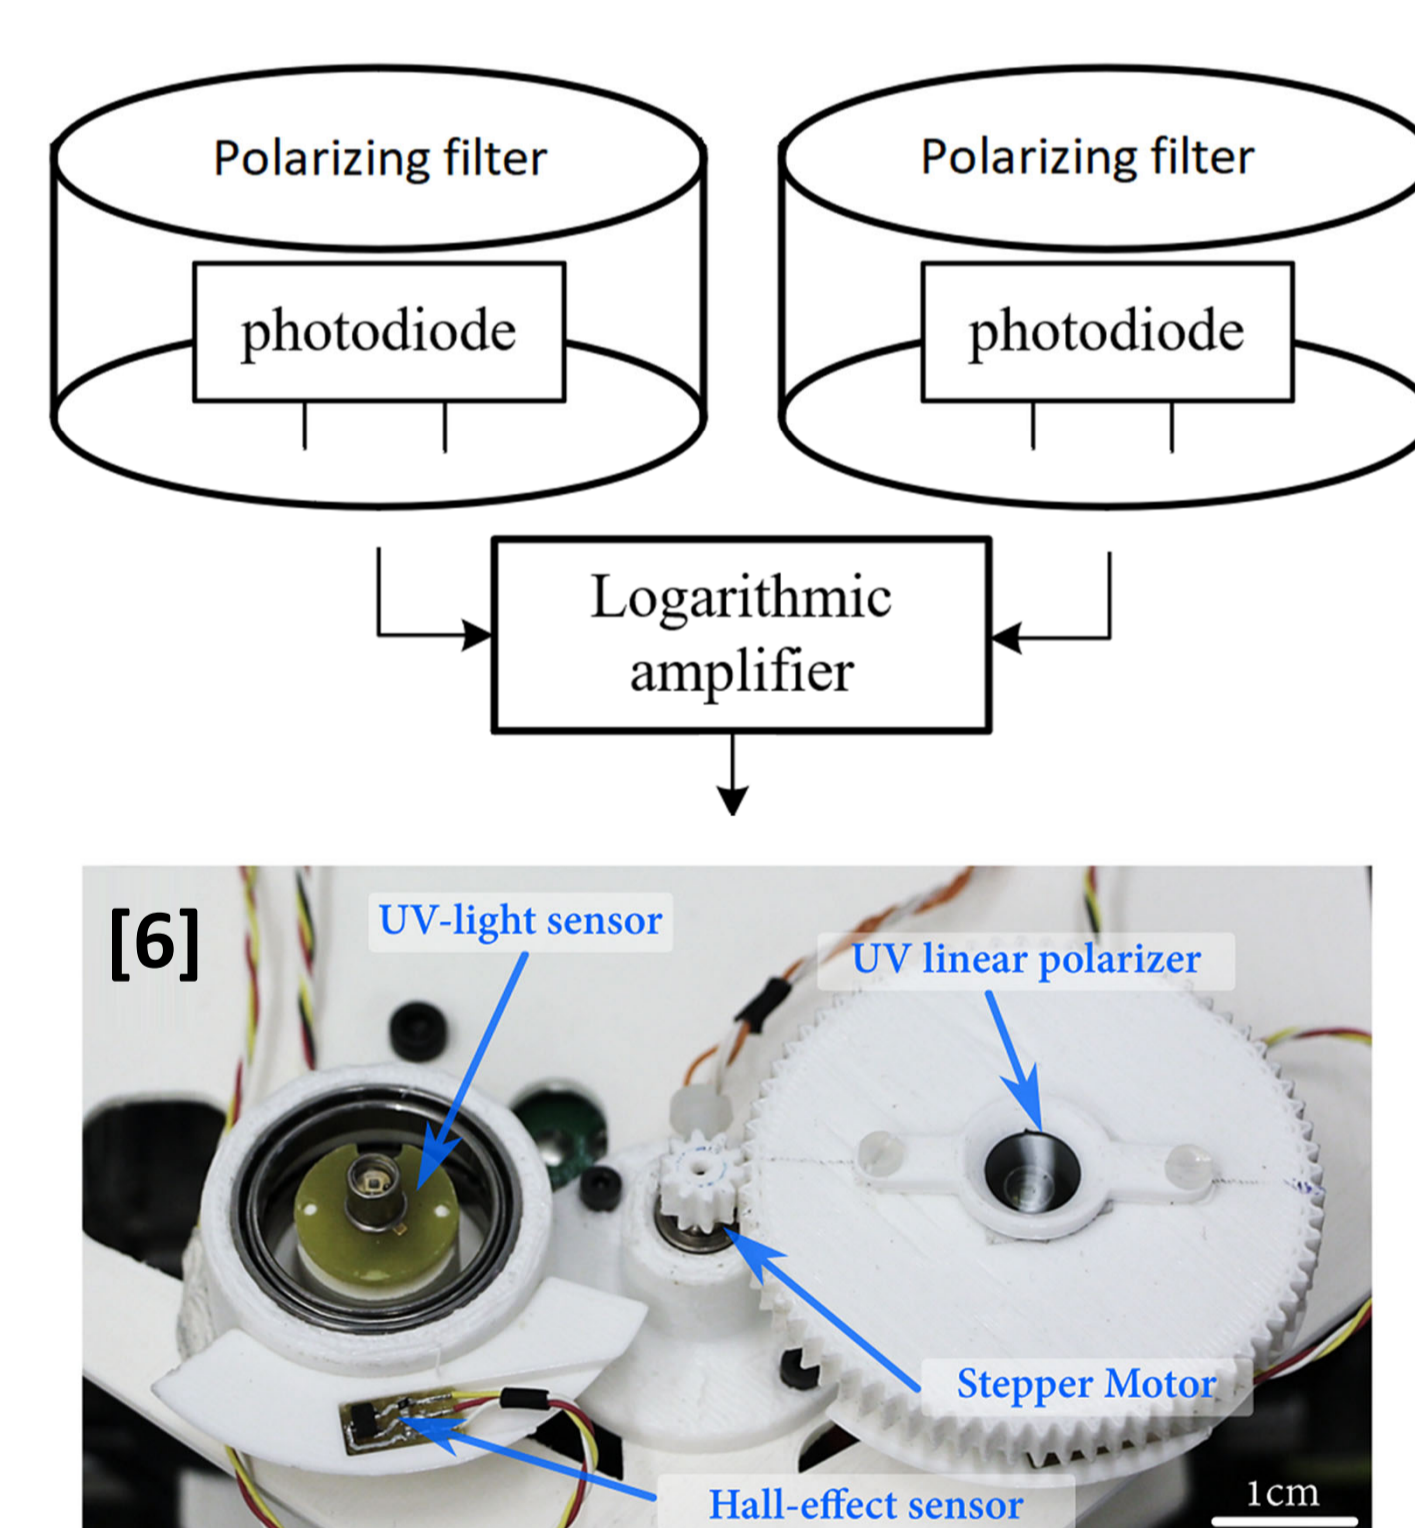 Polarizing filter
Polarizing filter
photodiode
photodiode
Logarithmic
amplifier
[6]
UV-light sensor
UV linear polarizer
Stepper Motor
Hall-effect sensor
1cm